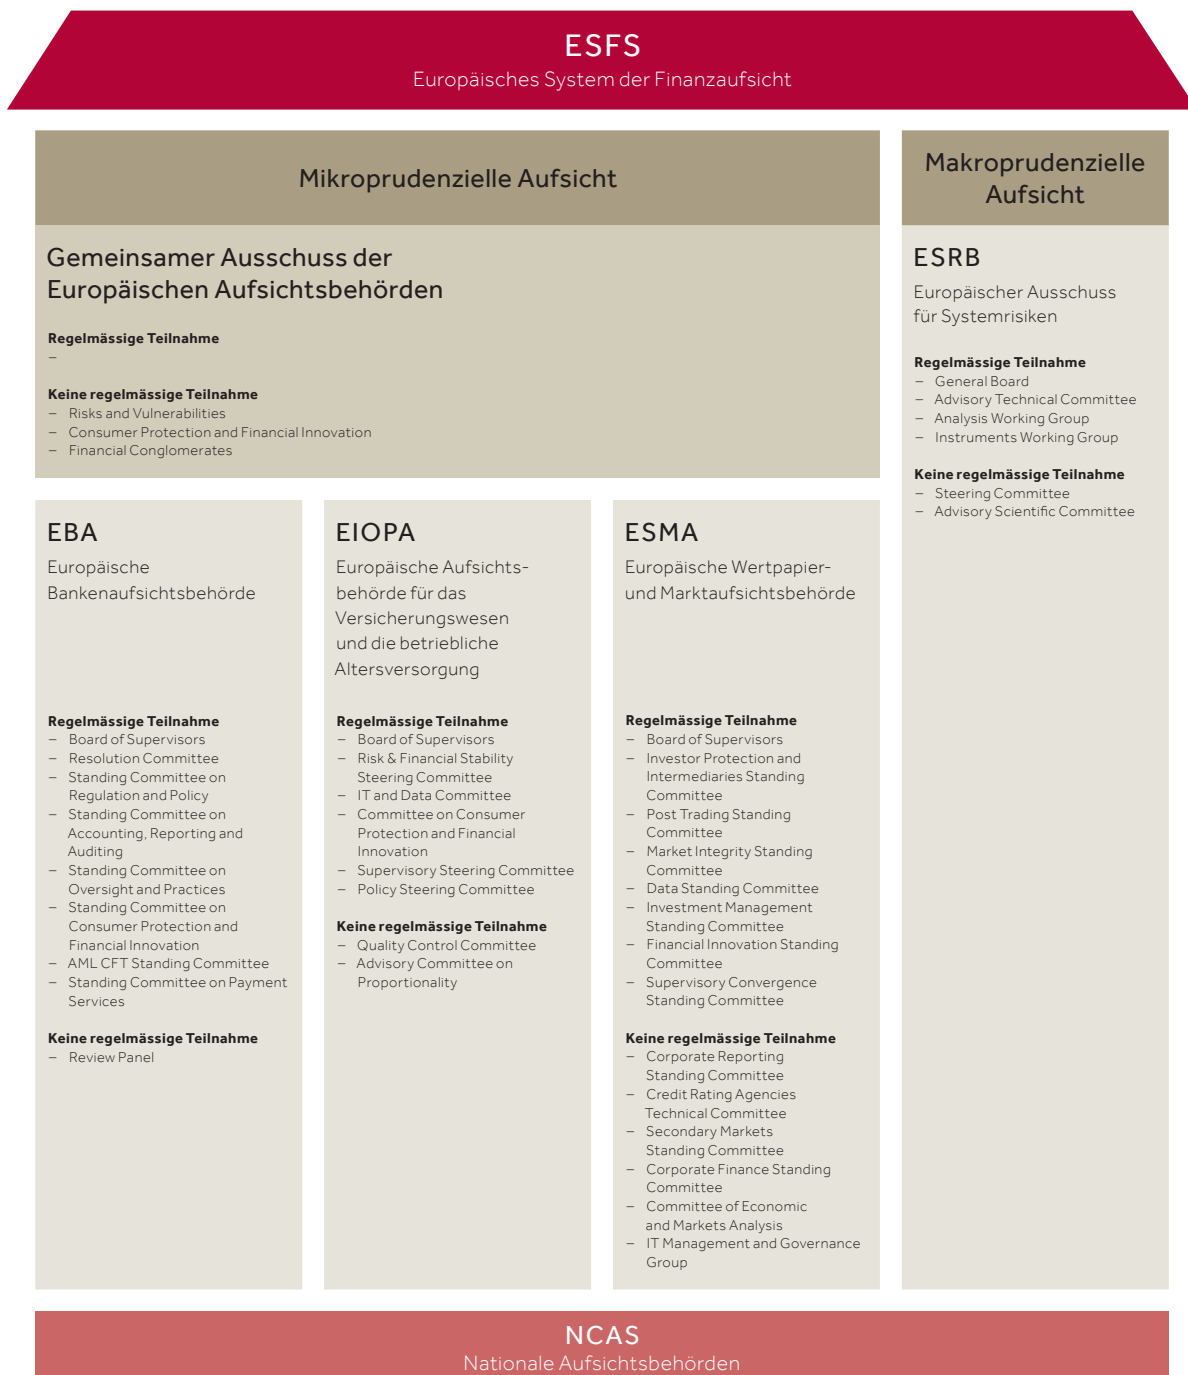 ESFS
Europäisches System der Finanzaufsicht
Mikroprudenzielle Aufsicht
Gemeinsamer Ausschuss der
Europäischen Aufsichtsbehörden
Regelmässige Teilnahme
–
Keine regelmässige Teilnahme
– Risks and Vulnerabilities
– Consumer Protection and Financial Innovation
– Financial Conglomerates
Makroprudenzielle
Aufsicht
ESRB
Europäischer Ausschuss
für Systemrisiken
Regelmässige Teilnahme
– General Board
– Advisory Technical Committee
– Analysis Working Group
– Instruments Working Group
Keine regelmässige Teilnahme
– Steering Committee
– Advisory Scientific Committee
EBA
Europäische
Bankenaufsichtsbehörde
Regelmässige Teilnahme
– Board of Supervisors
– Resolution Committee
– Standing Committee on
Regulation and Policy
– Standing Committee on
Accounting, Reporting and
Auditing
– Standing Committee on
Oversight and Practices
– Standing Committee on
Consumer Protection and
Financial Innovation
– AML CFT Standing Committee
– Standing Committee on Payment
Services
Keine regelmässige Teilnahme
– Review Panel
EIOPA
Europäische Aufsichts-
behörde für das
Versicherungswesen
und die betriebliche
Altersversorgung
Regelmässige Teilnahme
– Board of Supervisors
– Risk & Financial Stability
Steering Committee
– IT and Data Committee
– Committee on Consumer
Protection and Financial
Innovation
– Supervisory Steering Committee
– Policy Steering Committee
Keine regelmässige Teilnahme
– Quality Control Committee
– Advisory Committee on
Proportionality
ESMA
Europäische Wertpapier-
und Marktaufsichtsbehörde
Regelmässige Teilnahme
– Board of Supervisors
– Investor Protection and
Intermediaries Standing
Committee
– Post Trading Standing
Committee
– Market Integrity Standing
Committee
– Data Standing Committee
– Investment Management
Standing Committee
– Financial Innovation Standing
Committee
– Supervisory Convergence
Standing Committee
Keine regelmässige Teilnahme
– Corporate Reporting
Standing Committee
– Credit Rating Agencies
Technical Committee
– Secondary Markets
Standing Committee
– Corporate Finance Standing
Committee
– Committee of Economic
and Markets Analysis
– IT Management and Governance
Group
NCAS
Nationale Aufsichtsbehörden